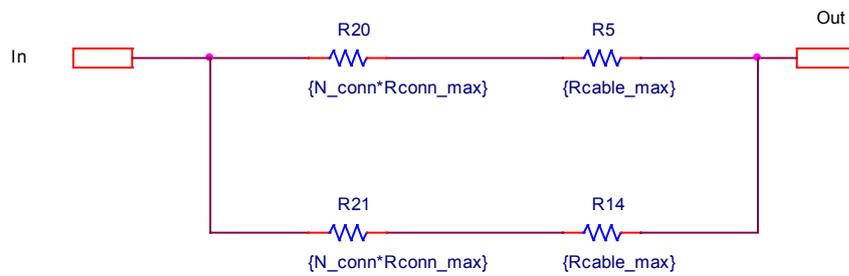 Out
R20
R5
In
{N_conn*Rconn_max}
{Rcable_max}
R21
R14
{N_conn*Rconn_max}
{Rcable_max}